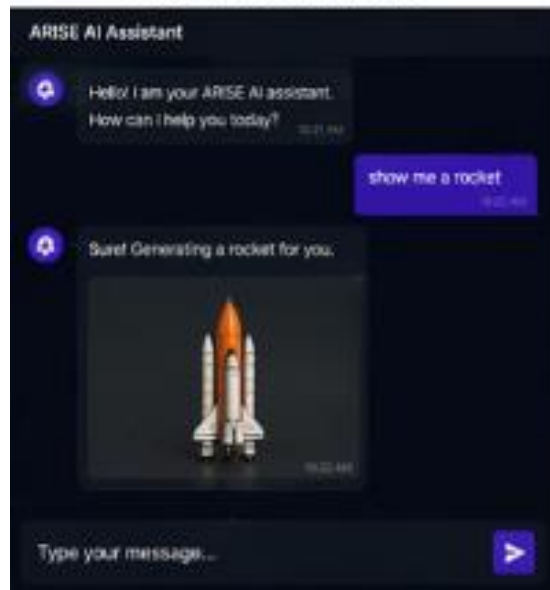 ARISE AI Assistant
Hello! I am your ARISE AI assistant.
How can I help you today?
show me a rocket
Sure! Generating a rocket for you.
Type your message...